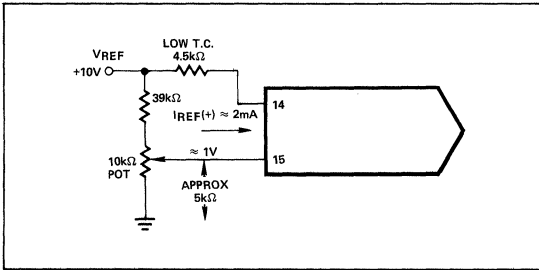 LOW T.C.
4.5kΩ
VREF
+10V
39kΩ
14
IREF(+) ≈ 2mA
≈ 1V
15
10kΩ
POT
APPROX
5kΩ